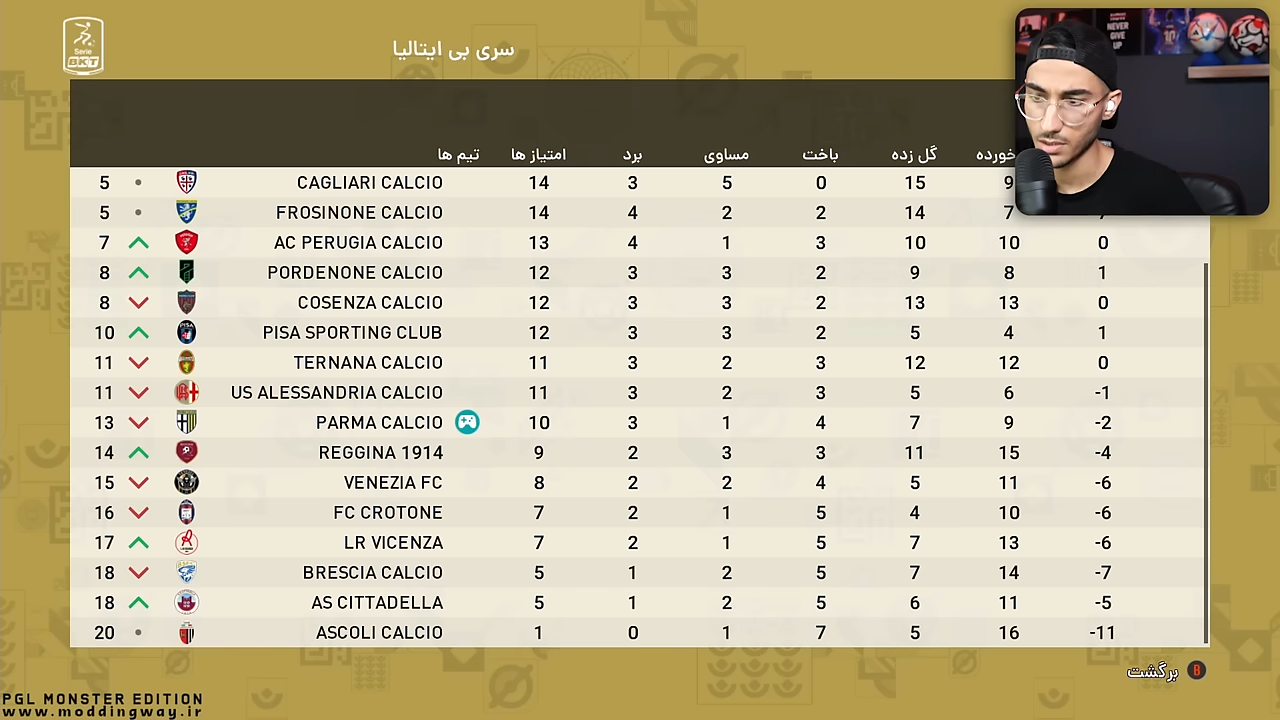 Serie
BKT
سری بی ایتالیا
NEVER
GIVE
UP
10
تیم ها امتیاز ها برد مساوی باخت گل زده خورده
5 CAGLIARI CALCIO 14 3 5 0 15 9
5 FROSINONE CALCIO 14 4 2 2 14 7
7 AC PERUGIA CALCIO 13 4 1 3 10 10 0
8 PORDENONE CALCIO 12 3 3 2 9 8 1
8 COSENZA CALCIO 12 3 3 2 13 13 0
10 PISA SPORTING CLUB 12 3 3 2 5 4 1
11 TERNANA CALCIO 11 3 2 3 12 12 0
11 US ALESSANDRIA CALCIO 11 3 2 3 5 6 -1
13 PARMA CALCIO 10 3 1 4 7 9 -2
14 REGGINA 1914 9 2 3 3 11 15 -4
15 VENEZIA FC 8 2 2 4 5 11 -6
16 FC CROTONE 7 2 1 5 4 10 -6
17 LR VICENZA 7 2 1 5 7 13 -6
18 BRESCIA CALCIO 5 1 2 5 7 14 -7
18 AS CITTADELLA 5 1 2 5 6 11 -5
20 ASCOLI CALCIO 1 0 1 7 5 16 -11
برگشت B
PGL MONSTER EDITION
www.moddingway.ir